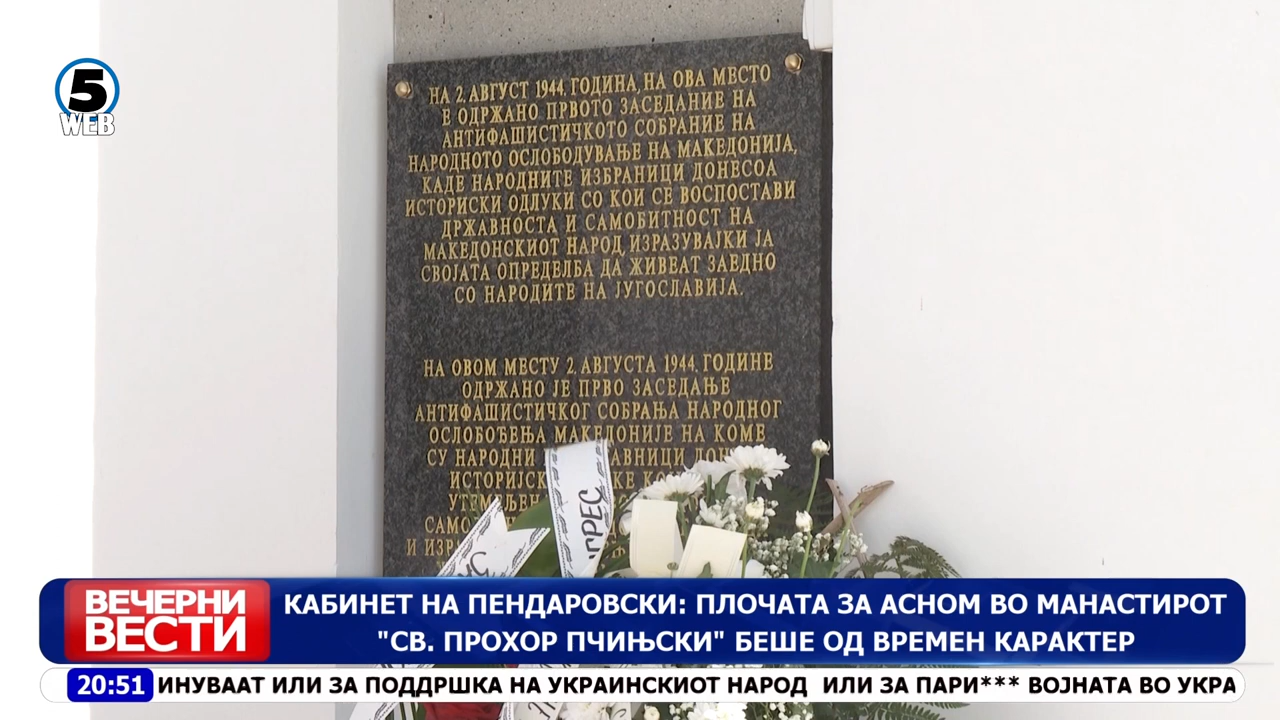 5
WEB
НА 2. АВГУСТ 1944. ГОДИНА, НА ОВА МЕСТО
Е ОДРЖАНО ПРВОТО ЗАСЕДАНИЕ НА
АНТИФАШИСТИЧКОТО СОБРАНИЕ НА
НАРОДНОТО ОСЛОБОДУВАЊЕ НА МАКЕДОНИЈА,
КАДЕ НАРОДНИТЕ ИЗБРАНИЦИ ДОНЕСОА
ИСТОРИСКИ ОДЛУКИ СО КОИ СЕ ВОСПОСТАВИ
ДРЖАВНОСТА И САМОБИТНОСТ НА
МАКЕДОНСКИОТ НАРОД, ИЗРАЗУВАЈКИ ЈА
СВОЈАТА ОПРЕДЕЛБА ДА ЖИВЕАТ ЗАЕДНО
СО НАРОДИТЕ НА ЈУГОСЛАВИЈА.
НА ОВОМ МЕСТУ 2. АВГУСТА 1944. ГОДИНЕ
ОДРЖАНО ЈЕ ПРВО ЗАСЕДАЊЕ
АНТИФАШИСТИЧКОГ СОБРАЊА НАРОДНОГ
ОСЛОБОЂЕЊА МАКЕДОНИЈЕ НА КОМЕ
СУ НАРОДНИ
И
ВЕЧЕРНИ
ВЕСТИ
КАБИНЕТ НА ПЕНДАРОВСКИ: ПЛОЧАТА ЗА АСНОМ ВО МАНАСТИРОТ
"СВ. ПРОХОР ПЧИЊСКИ" БЕШЕ ОД ВРЕМЕН КАРАКТЕР
20:51 ИНУВААТ ИЛИ ЗА ПОДДРШКА НА УКРАИНСКИОТ НАРОД ИЛИ ЗА ПАРИ*** ВОЈНАТА ВО УКРА